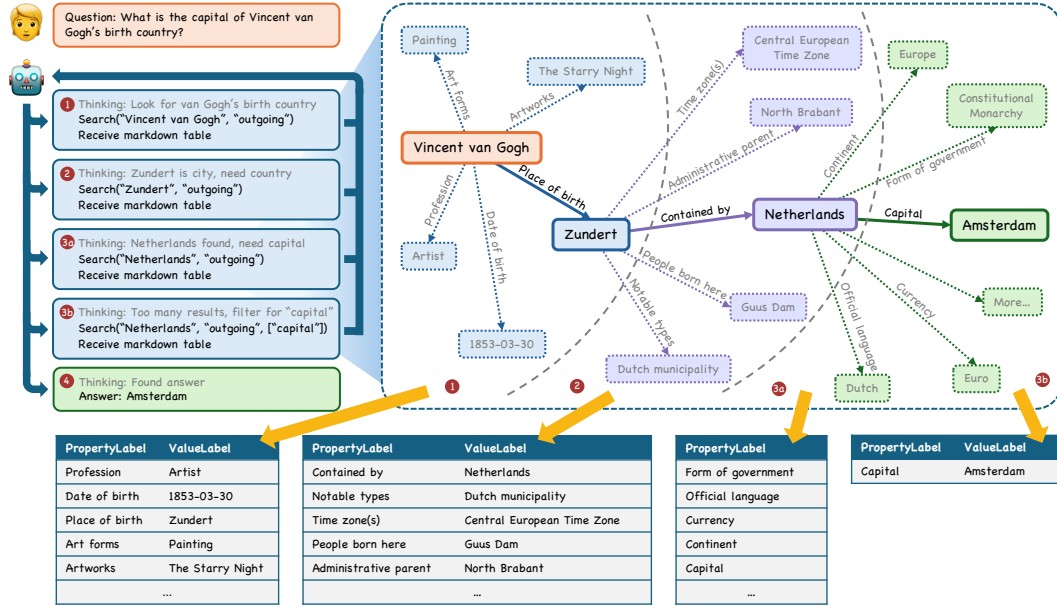 Question: What is the capital of Vincent van
Gogh's birth country?
1 Thinking: Look for van Gogh's birth country
Search("Vincent van Gogh", "outgoing")
Receive markdown table
2 Thinking: Zundert is city, need country
Search("Zundert", "outgoing")
Receive markdown table
3a Thinking: Netherlands found, need capital
Search("Netherlands", "outgoing")
Receive markdown table
3b Thinking: Too many results, filter for "capital"
Search("Netherlands", "outgoing", ["capital"])
Receive markdown table
4 Thinking: Found answer
Answer: Amsterdam
Painting
Art forms
The Starry Night
Artworks
Vincent van Gogh
Profession
Artist
Date of birth
1853-03-30
Place of birth
Zundert
Time zone(s)
Central European
Time Zone
Administrative parent
North Brabant
Contained by
Netherlands
People born here
Guus Dam
Notable types
Dutch municipality
Continent
Europe
Form of government
Constitutional
Monarchy
Capital
Amsterdam
More...
Currency
Euro
Official language
Dutch
1
2
3a
3b
PropertyLabel ValueLabel
Profession Artist
Date of birth 1853-03-30
Place of birth Zundert
Art forms Painting
Artworks The Starry Night
...
PropertyLabel ValueLabel
Contained by Netherlands
Notable types Dutch municipality
Time zone(s) Central European Time Zone
People born here Guus Dam
Administrative parent North Brabant
...
PropertyLabel
Form of government
Official language
Currency
Continent
Capital
...
PropertyLabel ValueLabel
Capital Amsterdam